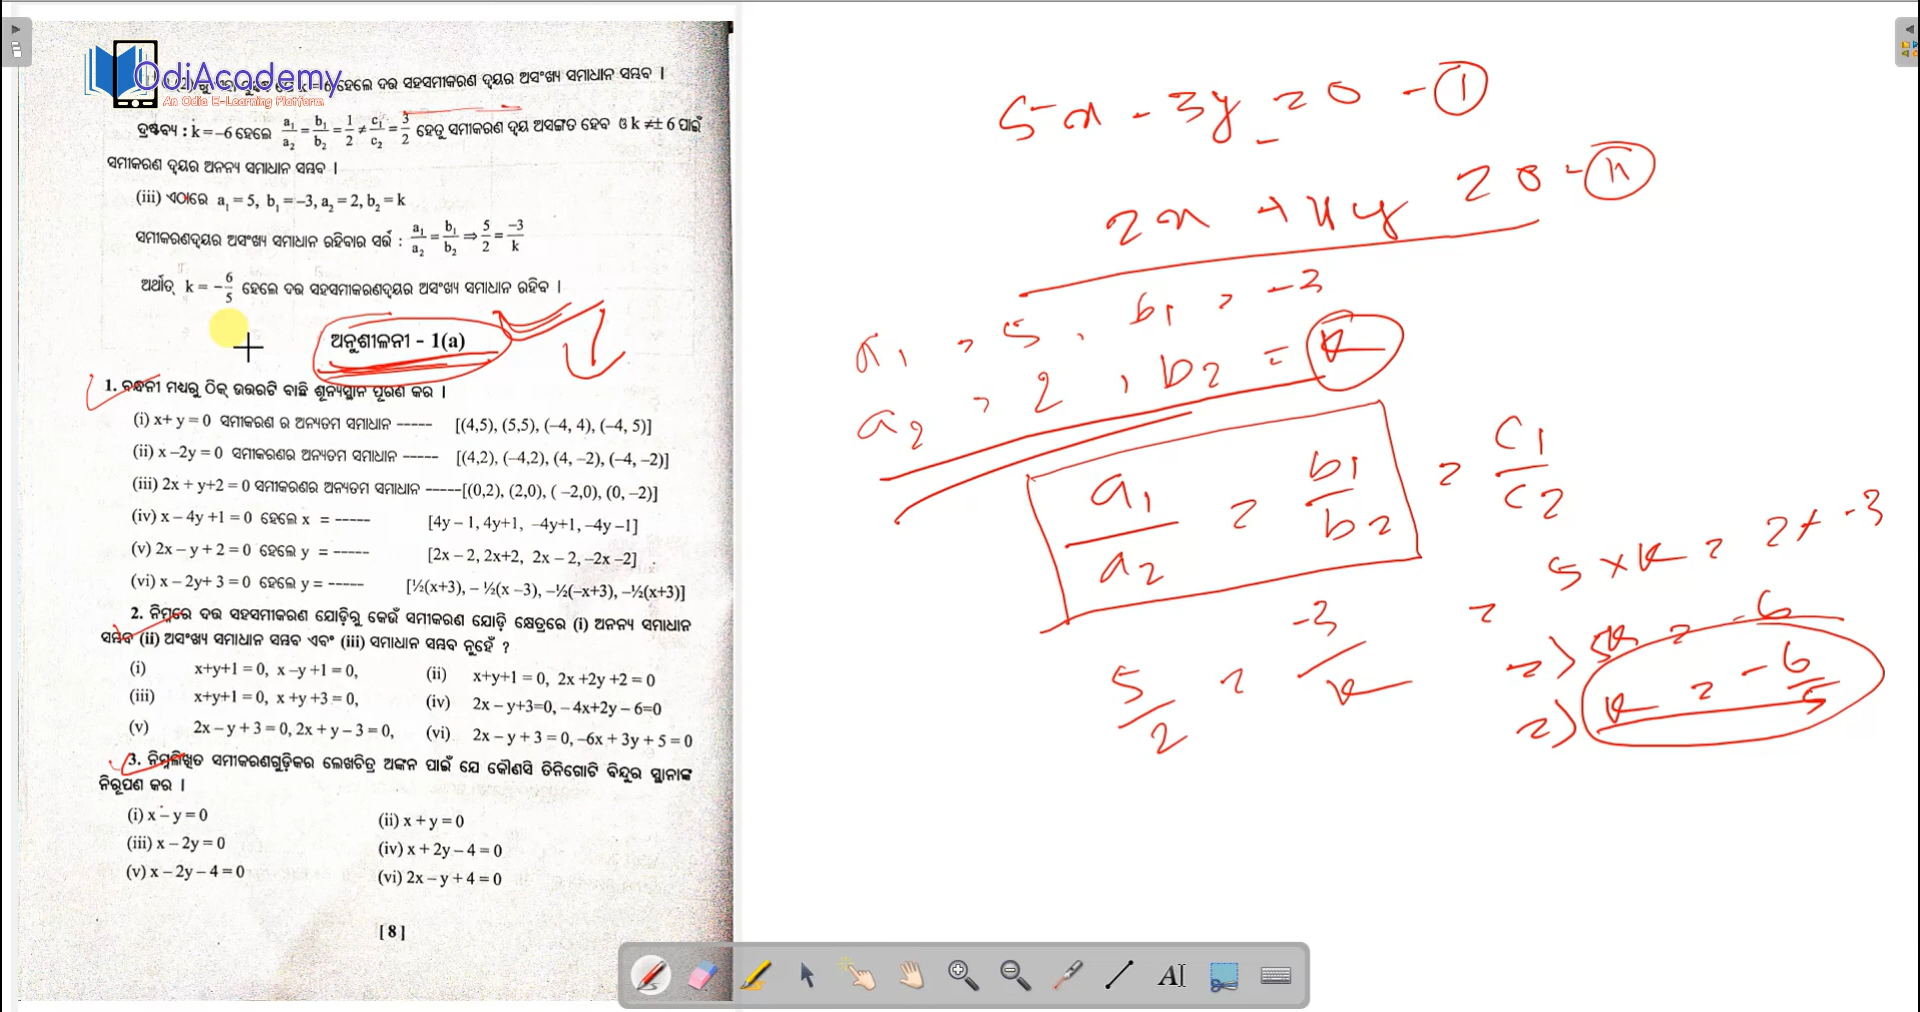 OdiAcademy
An Odia E-Learning Platform
ହେଲେ ଦତ୍ତ ସହସମୀକରଣ ଦ୍ୱୟର ଅସଂଖ୍ୟ ସମାଧାନ ସମ୍ଭବ ।
ଦ୍ରଷ୍ଟବ୍ୟ : k = –6 ହେଲେ a₁/a₂ = b₁/b₂ = 1/2 ≠ c₁/c₂ = 3/2 ହେତୁ ସମୀକରଣ ଦ୍ୱୟ ଅସଙ୍ଗତ ହେବ ଓ k ≠ ± 6 ପାଇଁ
ସମୀକରଣ ଦ୍ୱୟର ଅନନ୍ୟ ସମାଧାନ ସମ୍ଭବ ।
(iii) ଏଠାରେ a₁ = 5, b₁ = –3, a₂ = 2, b₂ = k
ସମୀକରଣଦ୍ୱୟର ଅସଂଖ୍ୟ ସମାଧାନ ରହିବାର ସର୍ତ୍ତ : a₁/a₂ = b₁/b₂ ⇒ 5/2 = –3/k
ଅର୍ଥାତ୍ k = –6/5 ହେଲେ ଦତ୍ତ ସହସମୀକରଣଦ୍ୱୟର ଅସଂଖ୍ୟ ସମାଧାନ ରହିବ ।
ଅନୁଶୀଳନୀ - 1(a)
1. ବନ୍ଧନୀ ମଧ୍ୟରୁ ଠିକ୍ ଉତ୍ତରଟି ବାଛି ଶୂନ୍ୟସ୍ଥାନ ପୂରଣ କର ।
(i) x+ y = 0 ସମୀକରଣ ର ଅନ୍ୟତମ ସମାଧାନ ----- [(4,5), (5,5), (–4, 4), (–4, 5)]
(ii) x –2y = 0 ସମୀକରଣର ଅନ୍ୟତମ ସମାଧାନ ----- [(4,2), (–4,2), (4, –2), (–4, –2)]
(iii) 2x + y+2 = 0 ସମୀକରଣର ଅନ୍ୟତମ ସମାଧାନ -----[(0,2), (2,0), ( –2,0), (0, –2)]
(iv) x – 4y +1 = 0 ହେଲେ x = ----- [4y – 1, 4y+1, –4y+1, –4y –1]
(v) 2x – y + 2 = 0 ହେଲେ y = ----- [2x – 2, 2x+2, 2x – 2, –2x –2]
(vi) x – 2y+ 3 = 0 ହେଲେ y = ----- [½(x+3), – ½(x –3), –½(–x+3), –½(x+3)]
2. ନିମ୍ନରେ ଦତ୍ତ ସହସମୀକରଣ ଯୋଡ଼ିରୁ କେଉଁ ସମୀକରଣ ଯୋଡ଼ି କ୍ଷେତ୍ରରେ (i) ଅନନ୍ୟ ସମାଧାନ
ସମ୍ଭବ (ii) ଅସଂଖ୍ୟ ସମାଧାନ ସମ୍ଭବ ଏବଂ (iii) ସମାଧାନ ସମ୍ଭବ ନୁହେଁ ?
(i) x+y+1 = 0, x –y +1 = 0, (ii) x+y+1 = 0, 2x +2y +2 = 0
(iii) x+y+1 = 0, x +y +3 = 0, (iv) 2x – y+3=0, – 4x+2y – 6=0
(v) 2x – y + 3 = 0, 2x + y – 3 = 0, (vi) 2x – y + 3 = 0, –6x + 3y + 5 = 0
3. ନିମ୍ନଲିଖିତ ସମୀକରଣଗୁଡ଼ିକର ଲେଖଚିତ୍ର ଅଙ୍କନ ପାଇଁ ଯେ କୌଣସି ତିନିଗୋଟି ବିନ୍ଦୁର ସ୍ଥାନାଙ୍କ
ନିରୂପଣ କର ।
(i) x – y = 0 (ii) x + y = 0
(iii) x – 2y = 0 (iv) x + 2y – 4 = 0
(v) x – 2y – 4 = 0 (vi) 2x – y + 4 = 0
[ 8 ]
5x - 3y = 0 - I
2x + ky = 0 - II
a1 = 5, b1 = -3
a2 = 2, b2 = k
a1/a2 = b1/b2 = c1/c2
5/2 = -3/k
=
5 × k = 2 × -3
=) 5k = -6
=) k = -6/5
AI